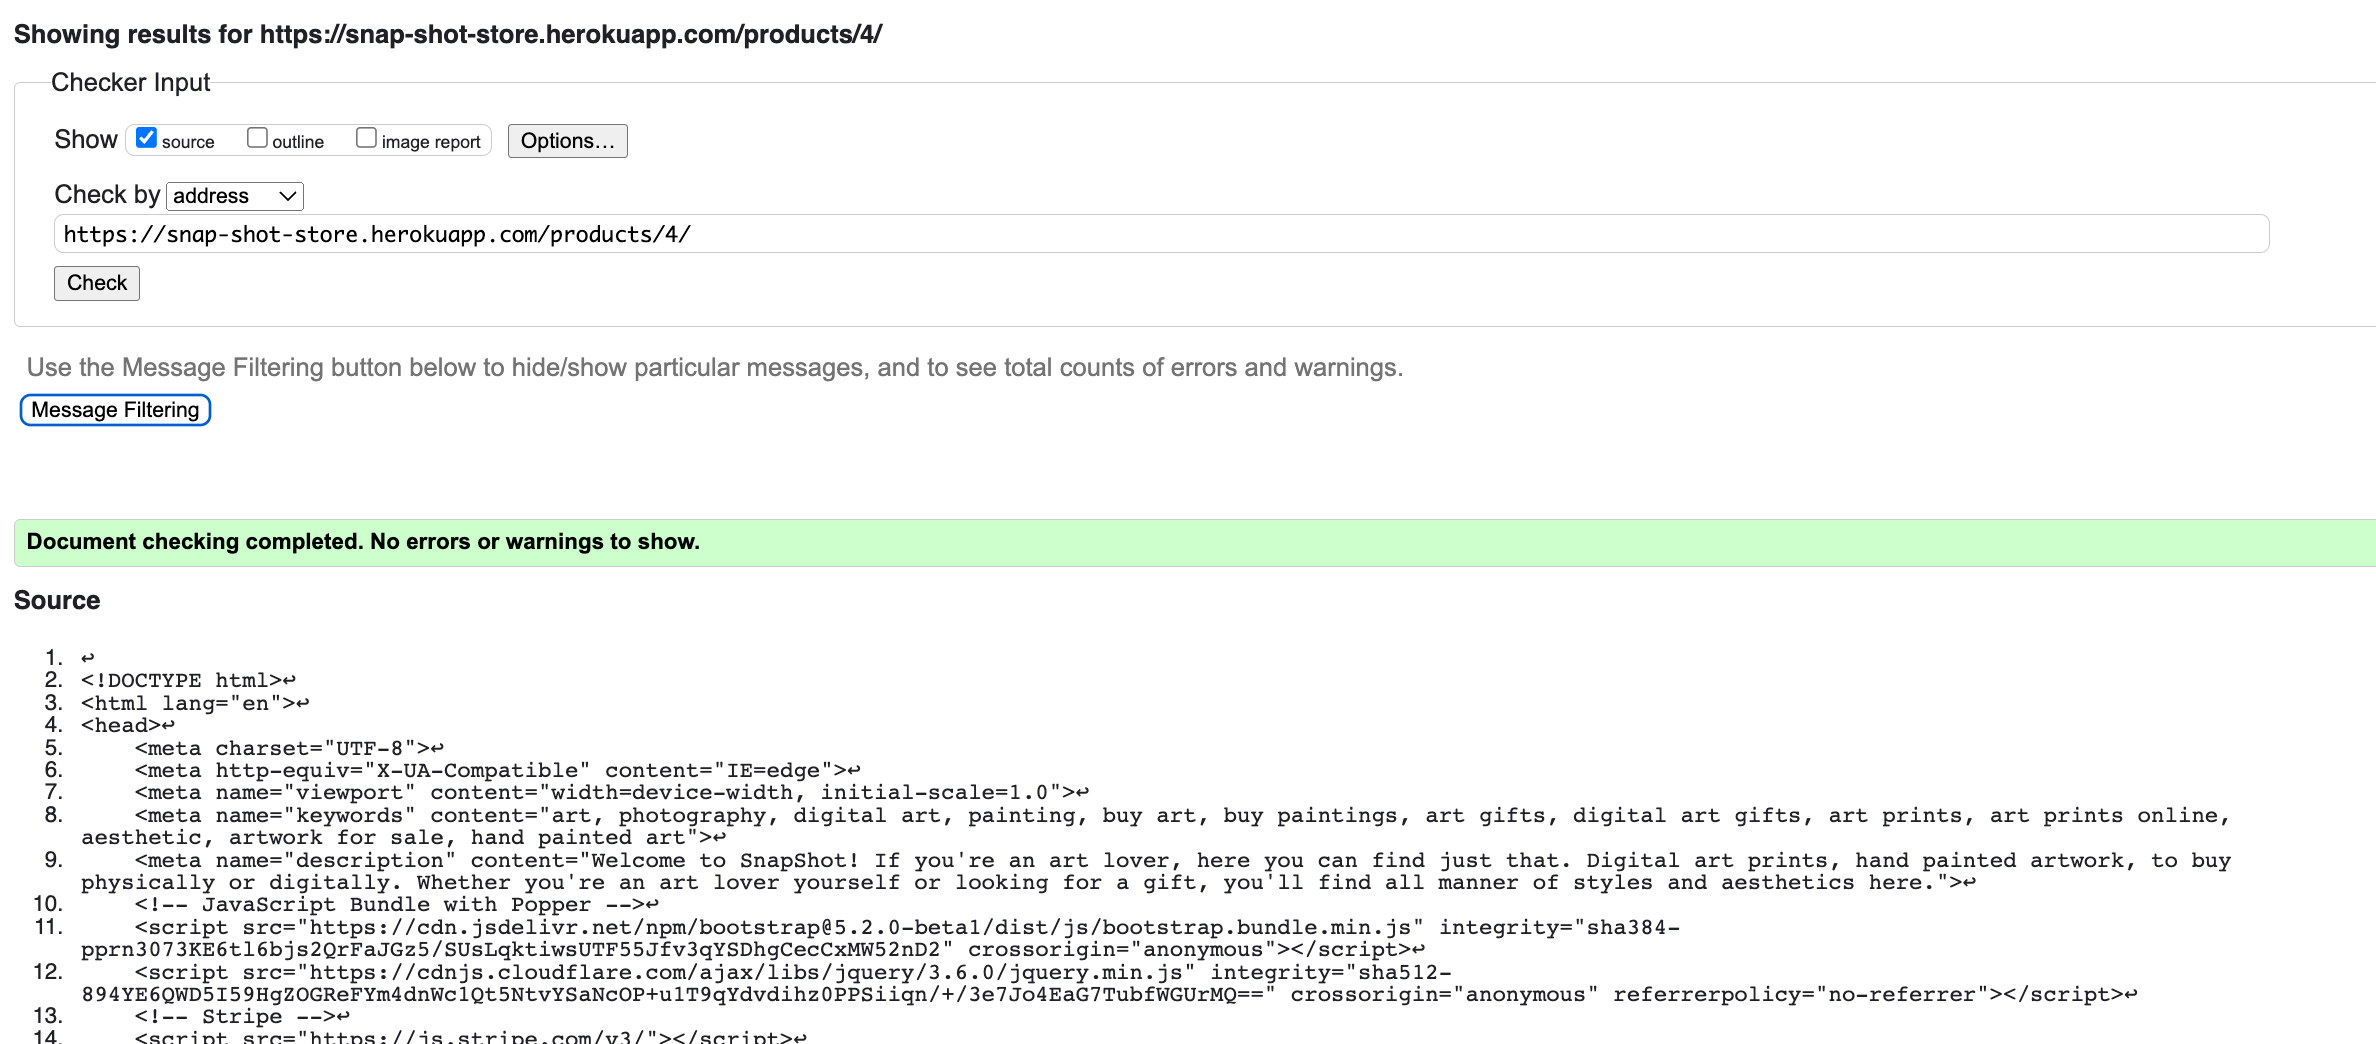 Showing results for https://snap-shot-store.herokuapp.com/products/4/
Checker Input
Show source outline image report Options...
Check by address
https://snap-shot-store.herokuapp.com/products/4/
Check
Use the Message Filtering button below to hide/show particular messages, and to see total counts of errors and warnings.
Message Filtering
Document checking completed. No errors or warnings to show.
Source
1. ↩
2. <!DOCTYPE html>↩
3. <html lang="en">↩
4. <head>↩
5. <meta charset="UTF-8">↩
6. <meta http-equiv="X-UA-Compatible" content="IE=edge">↩
7. <meta name="viewport" content="width=device-width, initial-scale=1.0">↩
8. <meta name="keywords" content="art, photography, digital art, painting, buy art, buy paintings, art gifts, digital art gifts, art prints, art prints online,
aesthetic, artwork for sale, hand painted art">↩
9. <meta name="description" content="Welcome to SnapShot! If you're an art lover, here you can find just that. Digital art prints, hand painted artwork, to buy
physically or digitally. Whether you're an art lover yourself or looking for a gift, you'll find all manner of styles and aesthetics here.">↩
10. <!-- JavaScript Bundle with Popper -->↩
11. <script src="https://cdn.jsdelivr.net/npm/bootstrap@5.2.0-beta1/dist/js/bootstrap.bundle.min.js" integrity="sha384-
pprn3073KE6tl6bjs2QrFaJGz5/SUsLqktiwsUTF55Jfv3qYSDhgCecCxMW52nD2" crossorigin="anonymous"></script>↩
12. <script src="https://cdnjs.cloudflare.com/ajax/libs/jquery/3.6.0/jquery.min.js" integrity="sha512-
894YE6QWD5I59HgZOGReFYm4dnWc1Qt5NtvYSaNcOP+u1T9qYdvdihz0PPSiiqn/+/3e7Jo4EaG7TubfWGUrMQ==" crossorigin="anonymous" referrerpolicy="no-referrer"></script>↩
13. <!-- Stripe -->↩
14. <script src="https://js.stripe.com/v3/"></script>↩